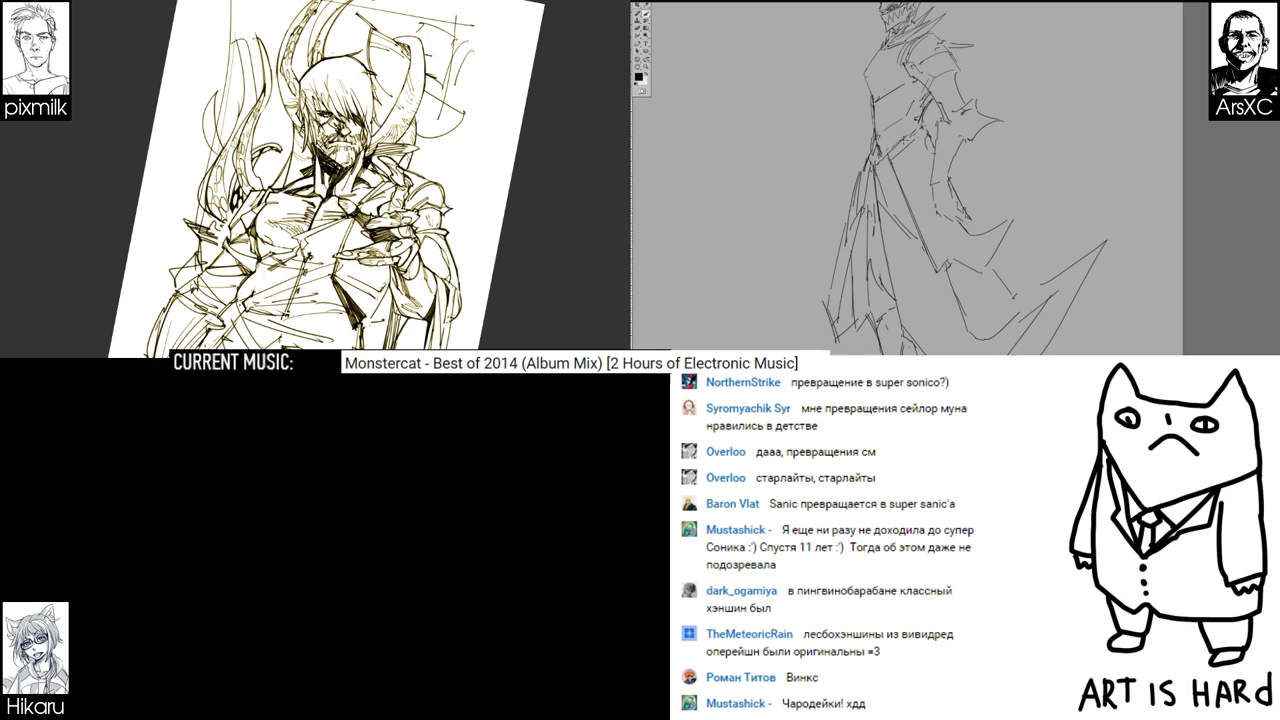 pixmilk
ArsXC
CURRENT MUSIC:
Monstercat - Best of 2014 (Album Mix) [2 Hours of Electronic Music]
NorthernStrike превращение в super sonico?)
Syromyachik Syr мне превращения сейлор муна
нравились в детстве
Overloo дааа, превращения см
Overloo старлайты, старлайты
Baron Vlat Sanic превращается в super sanic'a
Mustashick - Я еще ни разу не доходила до супер
Соника :') Спустя 11 лет :') Тогда об этом даже не
подозревала
dark_ogamiya в пингвинобарабане классный
хэншин был
TheMeteoricRain лесбохэншины из вивидред
оперейшн были оригинальны =3
Роман Титов Винкс
Mustashick - Чародейки! хдд
Hikaru
ART IS HARd